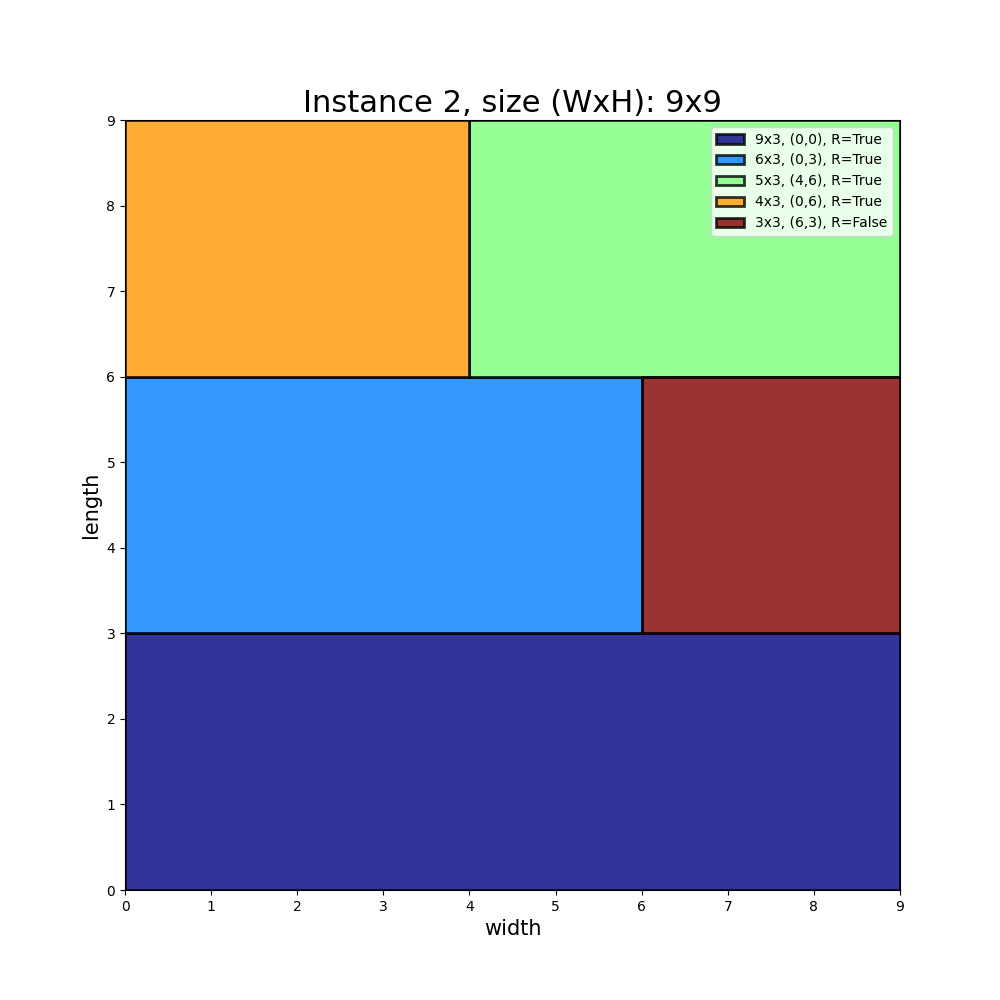 Instance 2, size (WxH): 9x9
9x3, (0,0), R=True
6x3, (0,3), R=True
5x3, (4,6), R=True
4x3, (0,6), R=True
3x3, (6,3), R=False
9
8
7
6
5
4
3
2
1
0
length
0 1 2 3 4 5 6 7 8 9
width